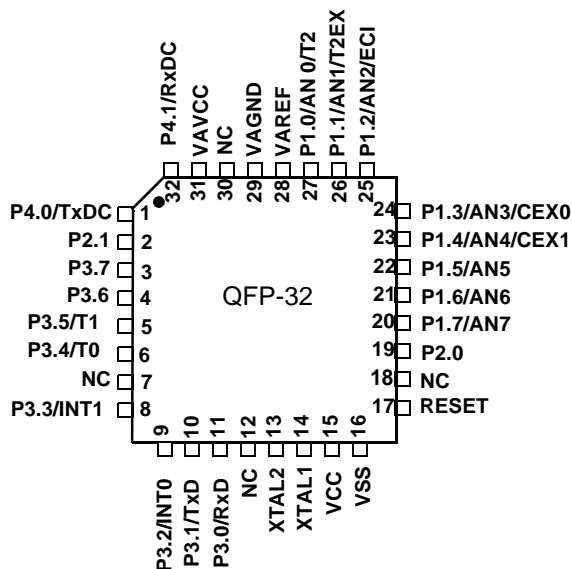 P4.1/RxDC
VAVCC
NC
VAGND
VAREF
P1.0/AN 0/T2
P1.1/AN1/T2EX
P1.2/AN2/ECI
32
31
30
29
28
27
26
25
P4.0/TxDC 1
P2.1 2
P3.7 3
P3.6 4
P3.5/T1 5
P3.4/T0 6
NC 7
P3.3/INT1 8
QFP-32
24 P1.3/AN3/CEX0
23 P1.4/AN4/CEX1
22 P1.5/AN5
21 P1.6/AN6
20 P1.7/AN7
19 P2.0
18 NC
17 RESET
9
10
11
12
13
14
15
16
P3.2/INT0
P3.1/TxD
P3.0/RxD
NC
XTAL2
XTAL1
VCC
VSS